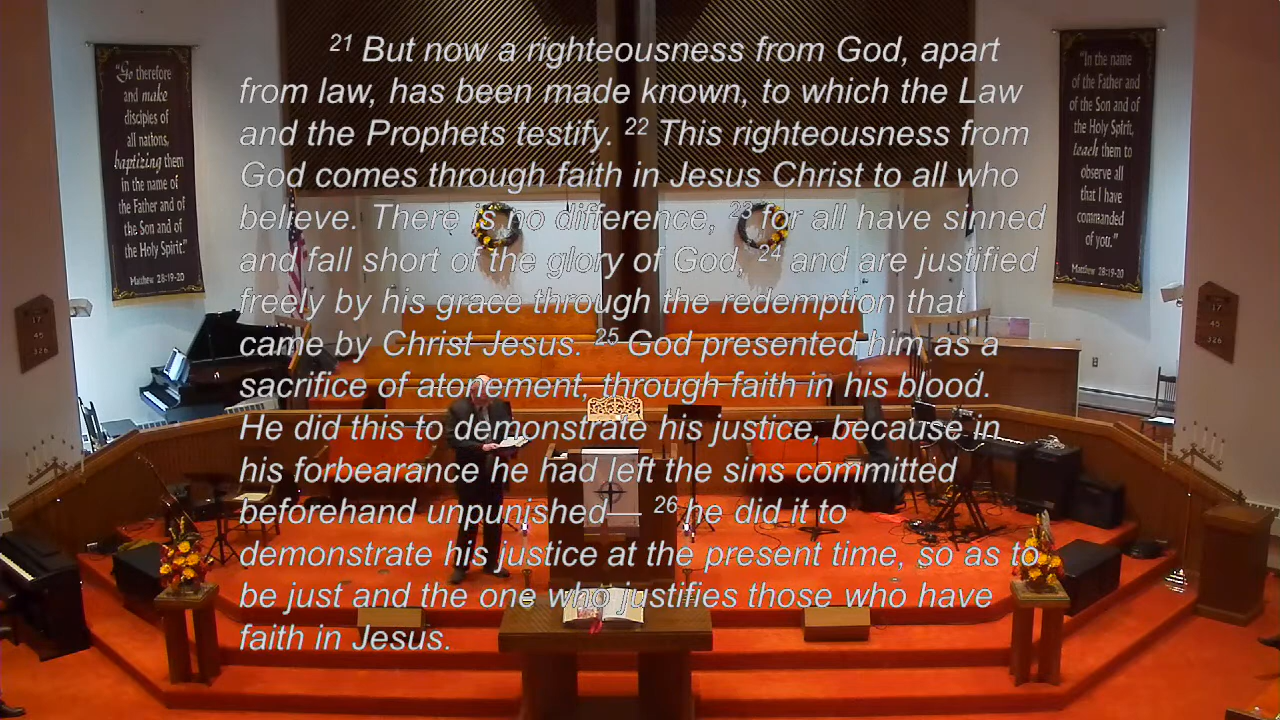 ²¹ But now a righteousness from God, apart
from law, has been made known, to which the Law
and the Prophets testify. ²² This righteousness from
God comes through faith in Jesus Christ to all who
believe. There is no difference, ²³ for all have sinned
and fall short of the glory of God, ²⁴ and are justified
freely by his grace through the redemption that
came by Christ Jesus. ²⁵ God presented him as a
sacrifice of atonement, through faith in his blood.
He did this to demonstrate his justice, because in
his forbearance he had left the sins committed
beforehand unpunished— ²⁶ he did it to
demonstrate his justice at the present time, so as to
be just and the one who justifies those who have
faith in Jesus.
"Go therefore
and make
disciples of
all nations,
baptizing them
in the name of
the Father and of
the Son and of
the Holy Spirit."
Matthew 28:19-20
"In the name
of the Father and
of the Son and of
the Holy Spirit,
teach them to
observe all
that I have
commanded
of you."
Matthew 28:19-20
17
45
326
17
45
326